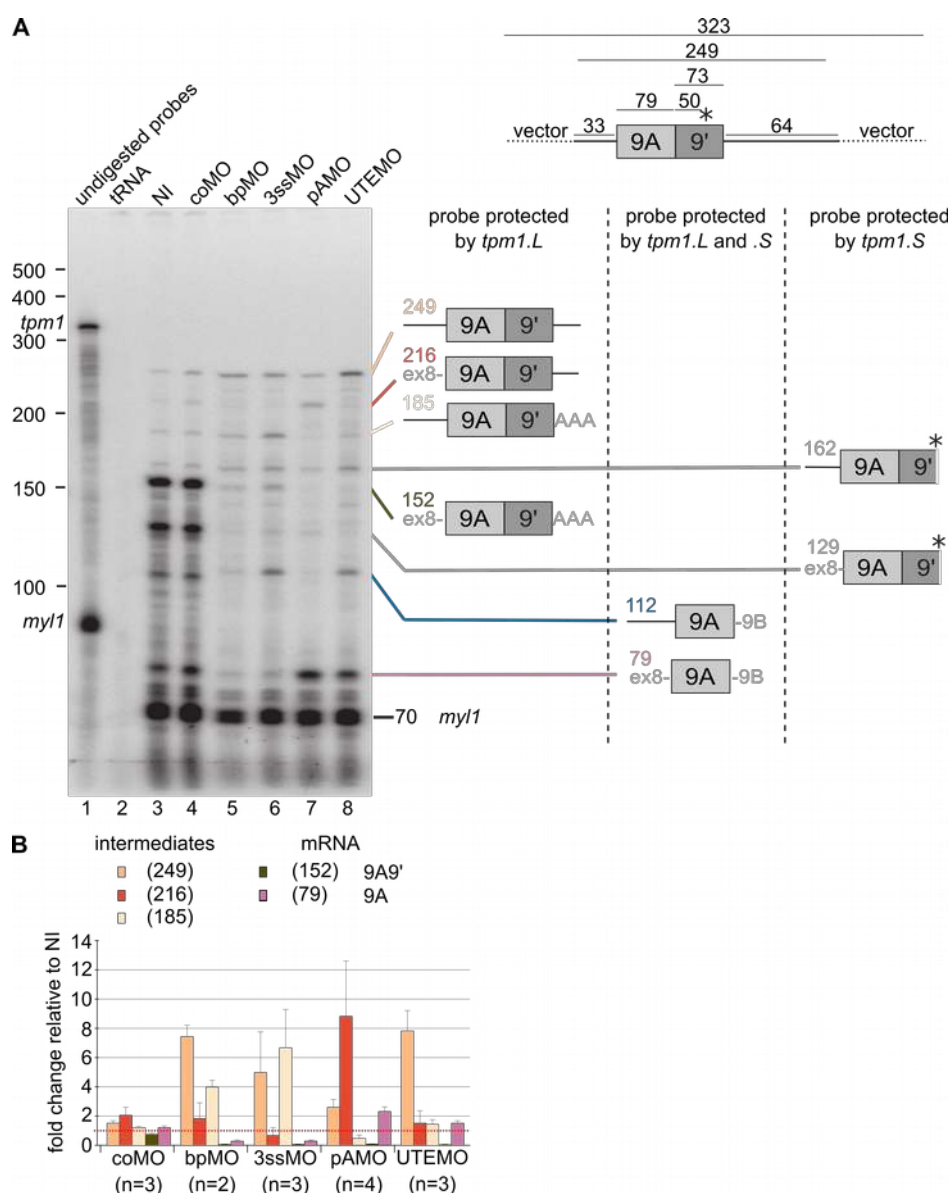 A
323
249
73
79 50
*
33 9A 9' 64
vector vector
undigested probes
tRNA
NI
coMO
bpMO
3ssMO
pAMO
UTEMO
probe protected by tpm1.L
probe protected by tpm1.L and .S
probe protected by tpm1.S
500
400
tpm1
300
200
150
100
myl1
249
9A 9'
216
ex8- 9A 9'
185
9A 9' AAA
162 *
9A 9'
152
ex8- 9A 9' AAA
129 *
ex8- 9A 9'
112
9A -9B
79
ex8- 9A -9B
70 myl1
1 2 3 4 5 6 7 8
B
intermediates mRNA
(249) (152) 9A9'
(216) (79) 9A
(185)
fold change relative to NI
14
12
10
8
6
4
2
0
coMO bpMO 3ssMO pAMO UTEMO
(n=3) (n=2) (n=3) (n=4) (n=3)